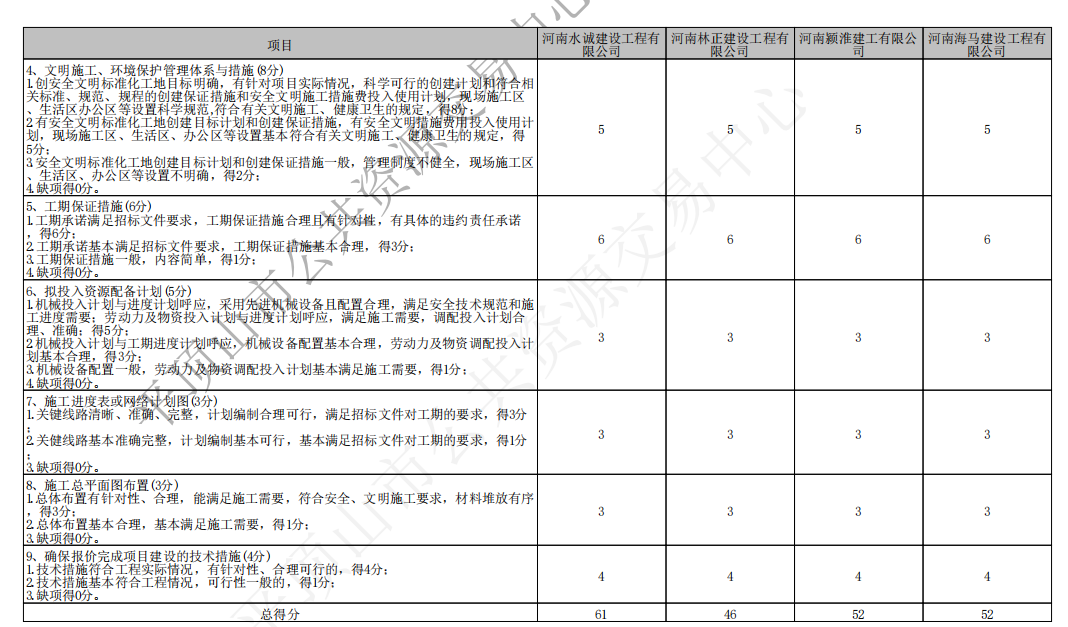 项目
河南水诚建设工程有
限公司
河南林正建设工程有
限公司
河南颍淮建工有限公
司
河南海马建设工程有
限公司
4、文明施工、环境保护管理体系与措施(8分)
1.创安全文明标准化工地目标明确，有针对项目实际情况，科学可行的创建计划和符合相
关标准、规范、规程的创建保证措施和安全文明施工措施费投入使用计划，现场施工区
、生活区办公区等设置科学规范,符合有关文明施工、健康卫生的规定，得8分；
2.有安全文明标准化工地创建目标计划和创建保证措施，有安全文明措施费用投入使用计
划，现场施工区、生活区、办公区等设置基本符合有关文明施工、健康卫生的规定，得
5分；
3.安全文明标准化工地创建目标计划和创建保证措施一般，管理制度不健全，现场施工区
、生活区、办公区等设置不明确，得2分；
4.缺项得0分。
5
5
5
5
5、工期保证措施(6分)
1.工期承诺满足招标文件要求，工期保证措施合理且有针对性，有具体的违约责任承诺
，得6分；
2.工期承诺基本满足招标文件要求，工期保证措施基本合理，得3分；
3.工期保证措施一般，内容简单，得1分；
4.缺项得0分。
6
6
6
6
6、拟投入资源配备计划(5分)
1.机械投入计划与进度计划呼应，采用先进机械设备且配置合理，满足安全技术规范和施
工进度需要；劳动力及物资投入计划与进度计划呼应，满足施工需要，调配投入计划合
理、准确；得5分；
2.机械投入计划与工期进度计划呼应，机械设备配置基本合理，劳动力及物资调配投入计
划基本合理，得3分；
3.机械设备配置一般，劳动力及物资调配投入计划基本满足施工需要，得1分；
4.缺项得0分。
3
3
3
3
7、施工进度表或网络计划图(3分)
1.关键线路清晰、准确、完整，计划编制合理可行，满足招标文件对工期的要求，得3分
；
2.关健线路基本准确完整，计划编制基本可行，基本满足招标文件对工期的要求，得1分
；
3.缺项得0分。
3
3
3
3
8、施工总平面图布置(3分)
1.总体布置有针对性、合理，能满足施工需要，符合安全、文明施工要求，材料堆放有序
，得3分；
2.总体布置基本合理，基本满足施工需要，得1分；
3.缺项得0分。
3
3
3
3
9、确保报价完成项目建设的技术措施(4分)
1.技术措施符合工程实际情况，有针对性、合理可行的，得4分；
2.技术措施基本符合工程情况，可行性一般的，得1分；
3.缺项得0分。
4
4
4
4
总得分
61
46
52
52
平顶山市公共资源交易中心
平顶山市公共资源交易中心